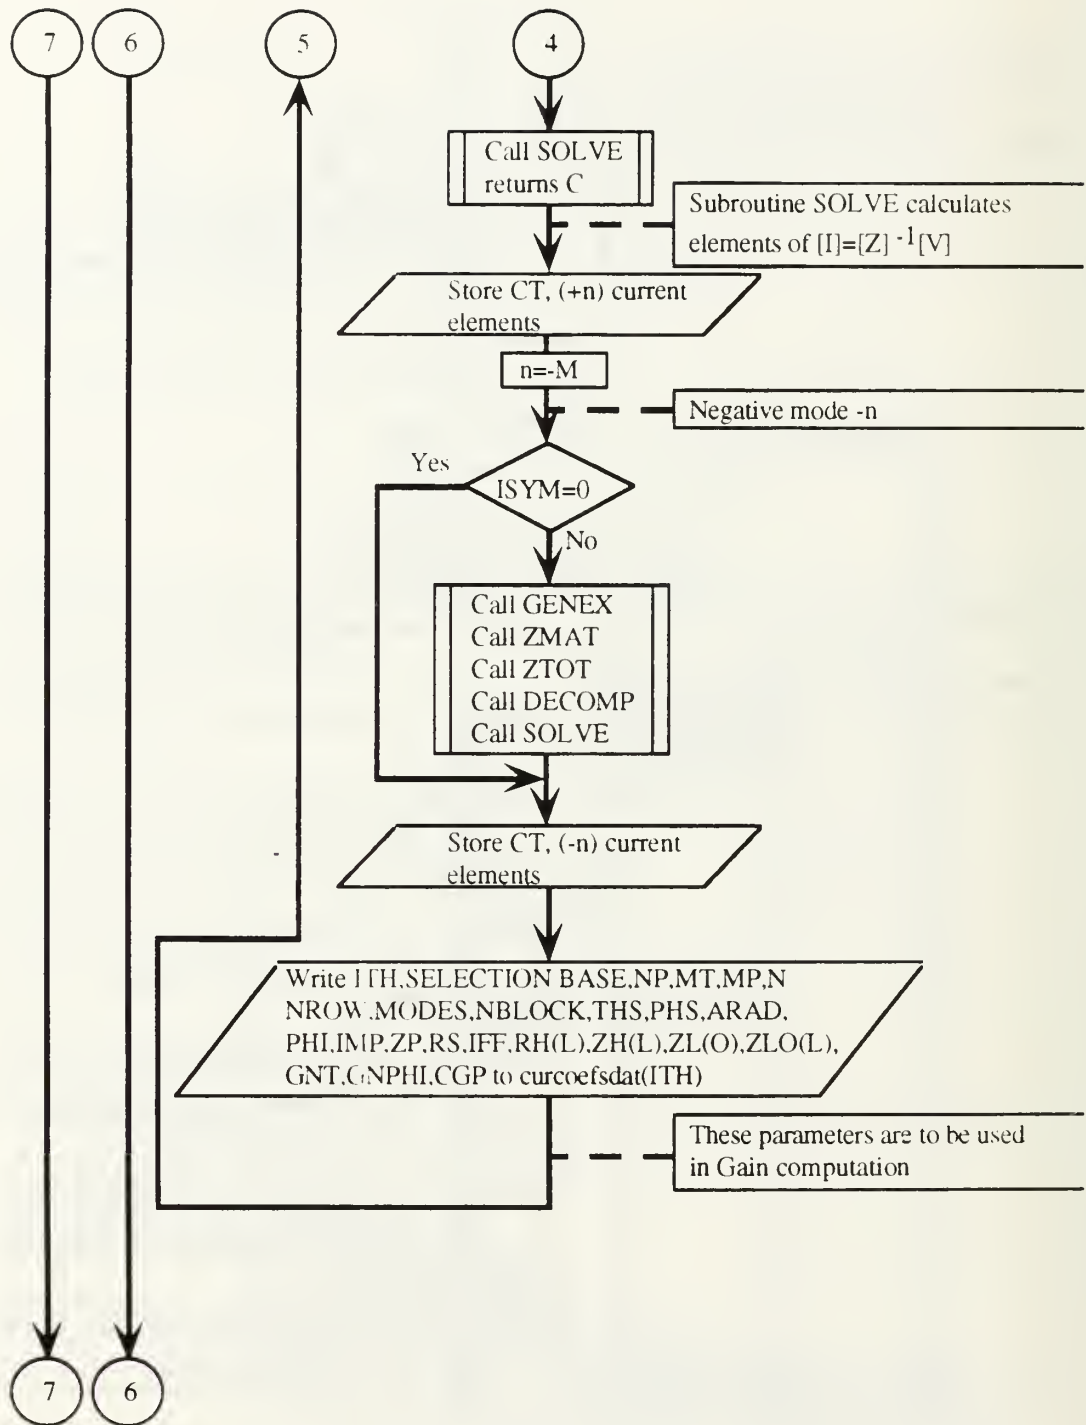 7 6 5 4
Call SOLVE
returns C
Subroutine SOLVE calculates
elements of [I]=[Z] -1 [V]
Store CT, (+n) current
elements
n=-M
Negative mode -n
Yes
ISYM=0
No
Call GENEX
Call ZMAT
Call ZTOT
Call DECOMP
Call SOLVE
Store CT, (-n) current
elements
Write ITH,SELECTION BASE,NP,MT,MP,N
NROW,MODES,NBLOCK,THS,PHS,ARAD,
PHI,IMP,ZP,RS,IFF,RH(L),ZH(L),ZL(O),ZLO(L),
GNT,GNPHI,CGP to curcoefsdat(ITH)
These parameters are to be used
in Gain computation
7 6